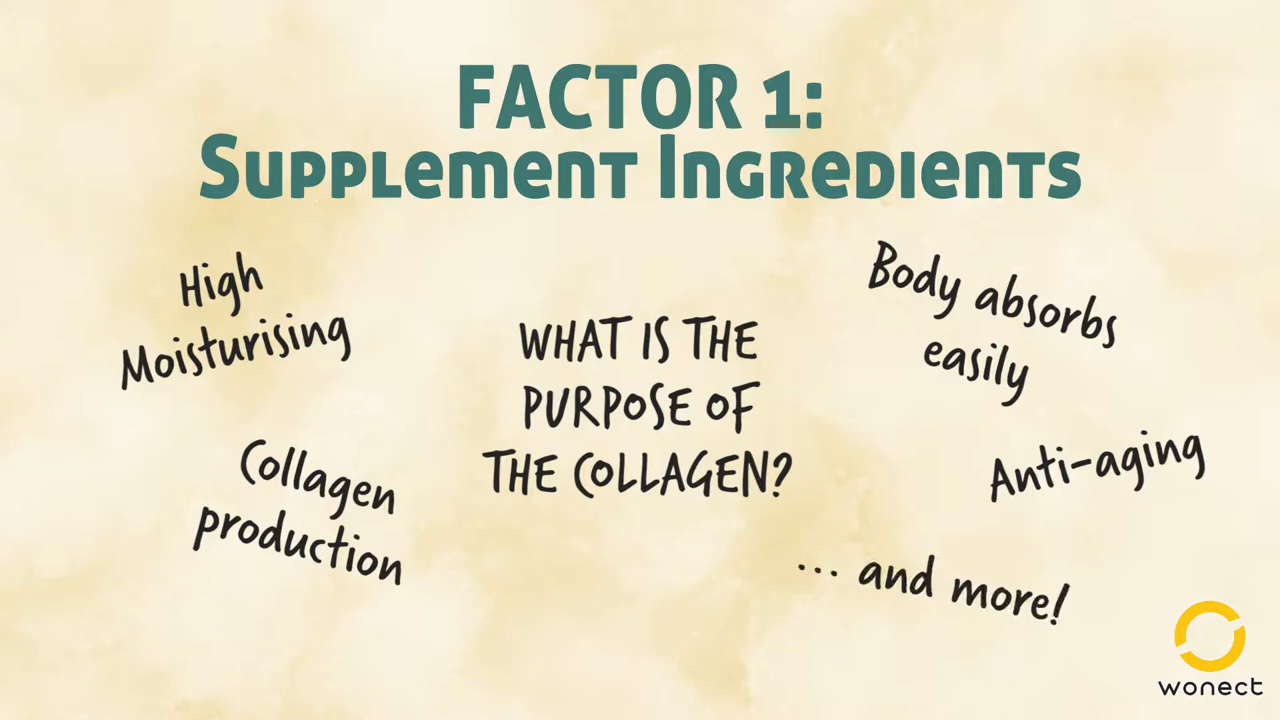 FACTOR 1:
Supplement Ingredients
High
Moisturising
Collagen
production
WHAT IS THE
PURPOSE OF
THE COLLAGEN?
Body absorbs
easily
Anti-aging
... and more!
wonect